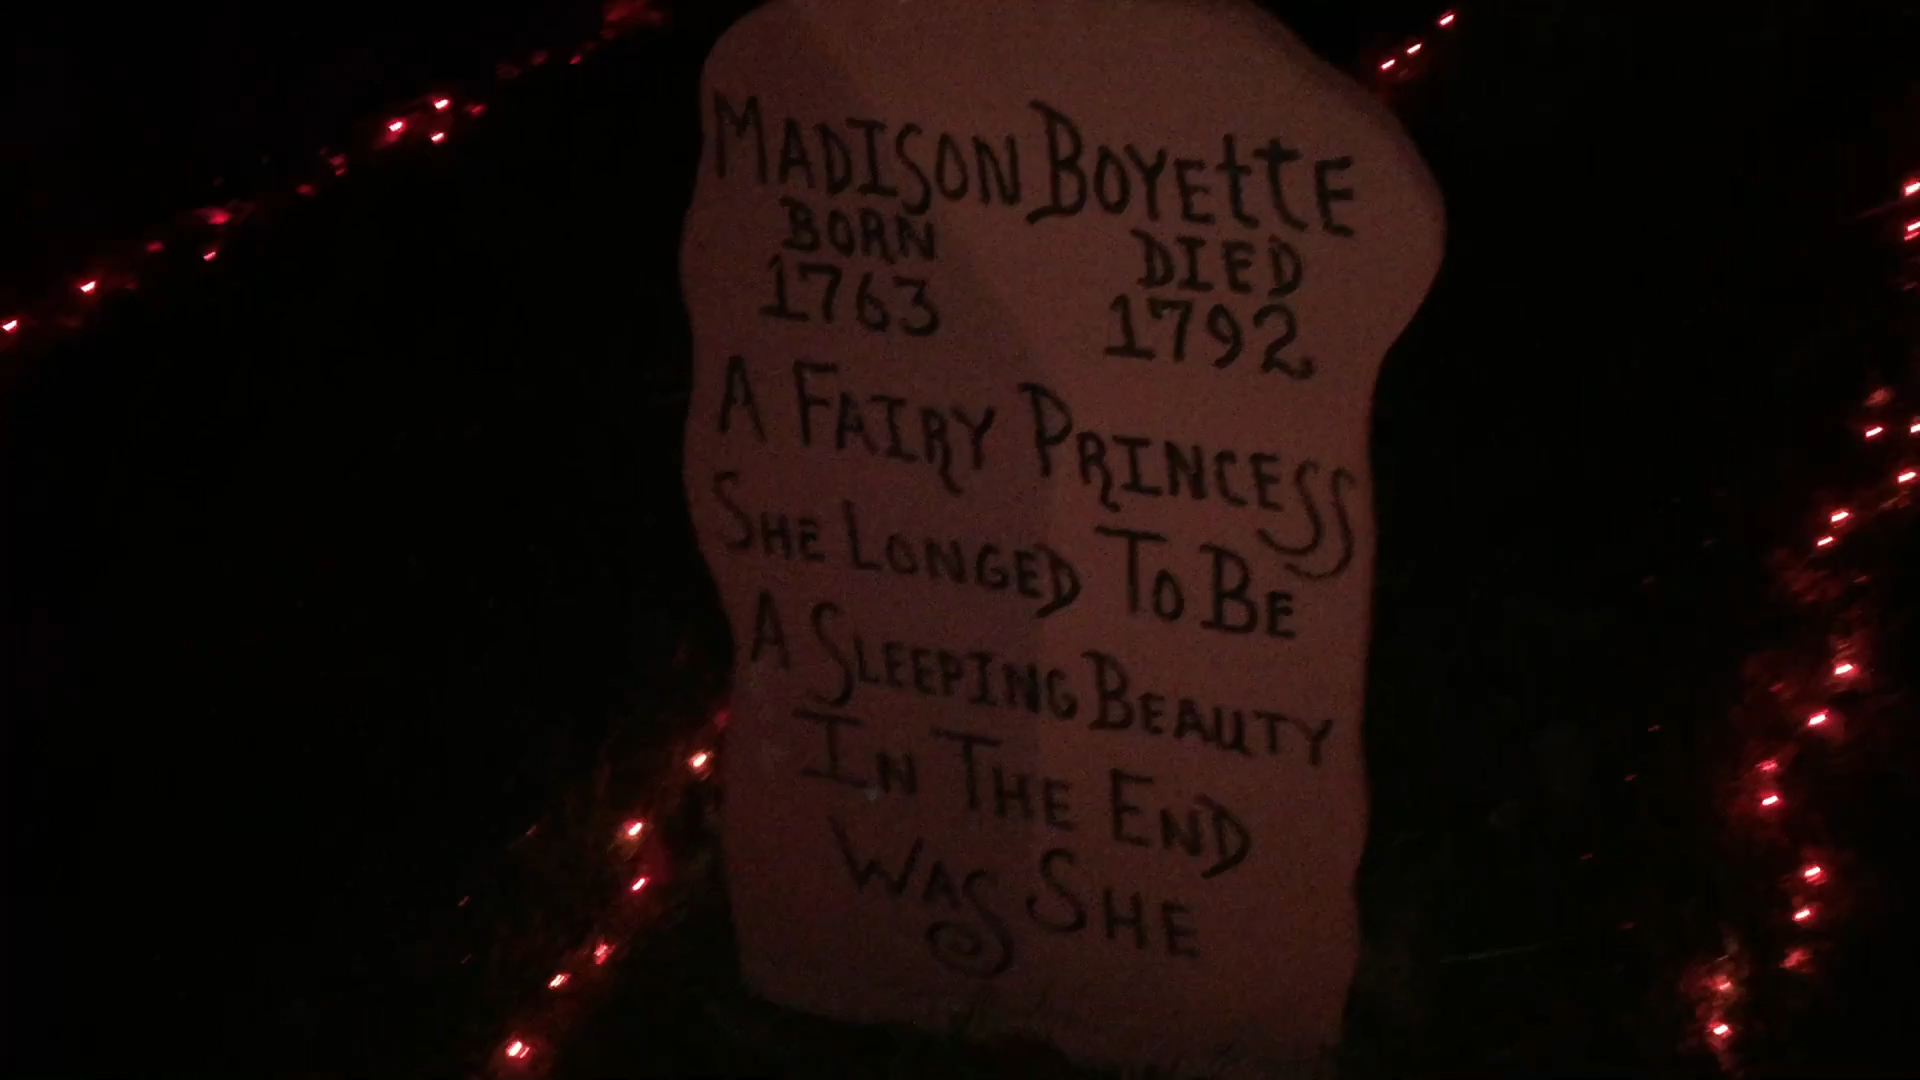 MADISON BOYEttE
BORN DIED
1763 1792
A FAIRY PRINCESS
SHE LONGED TO BE
A SLEEPING BEAUTY
IN THE END
WAS SHE